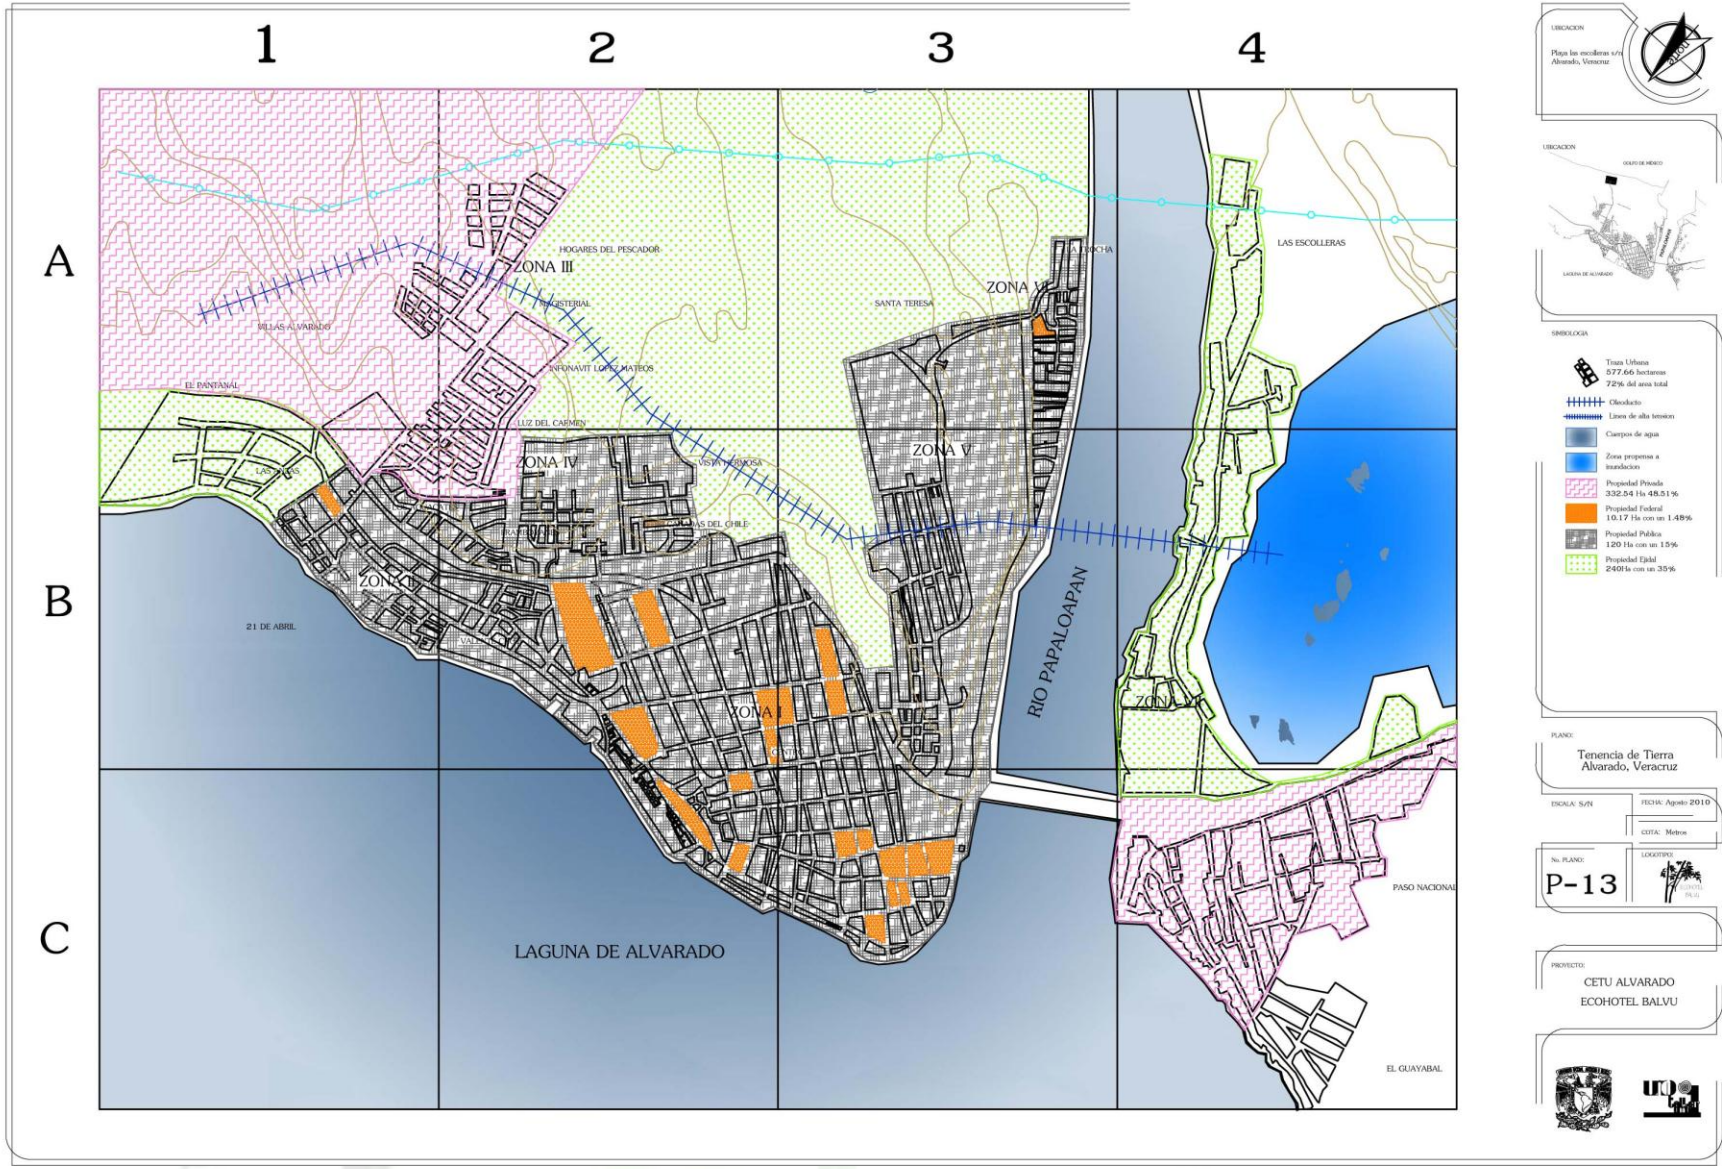 1
2
3
4
A
B
C
HOGARES DEL PESCADOR
ZONA III
MAGISTERIAL
VILLAS ALVARADO
INFONAVIT LOPEZ MATEOS
EL PANTANAL
LUZ DEL CARMEN
SANTA TERESA
LA TROCHA
ZONA VI
LAS ESCOLLERAS
ZONA IV
VISTA HERMOSA
ZONA V
ZONA II
21 DE ABRIL
ZONA I
CENTRO
RIO PAPALOAPAN
ZONA VII
LAGUNA DE ALVARADO
PASO NACIONAL
EL GUAYABAL
UBICACION
Playa las escolleras s/n
Alvarado, Veracruz
norte
UBICACION
GOLFO DE MÉXICO
LAGUNA DE ALVARADO
SIMBOLOGIA
Traza Urbana
577.66 hectareas
72% del area total
Oleoducto
Linea de alta tension
Cuerpos de agua
Zona propensa a
inundacion
Propiedad Privada
332.54 Ha 48.51%
Propiedad Federal
10.17 Ha con un 1.48%
Propiedad Publica
120 Ha con un 15%
Propiedad Ejidal
240Ha con un 35%
PLANO:
Tenencia de Tierra
Alvarado, Veracruz
ESCALA: S/N
FECHA: Agosto 2010
COTA: Metros
No. PLANO:
P-13
LOGOTIPO:
ECOHOTEL
BALVU
PROYECTO:
CETU ALVARADO
ECOHOTEL BALVU